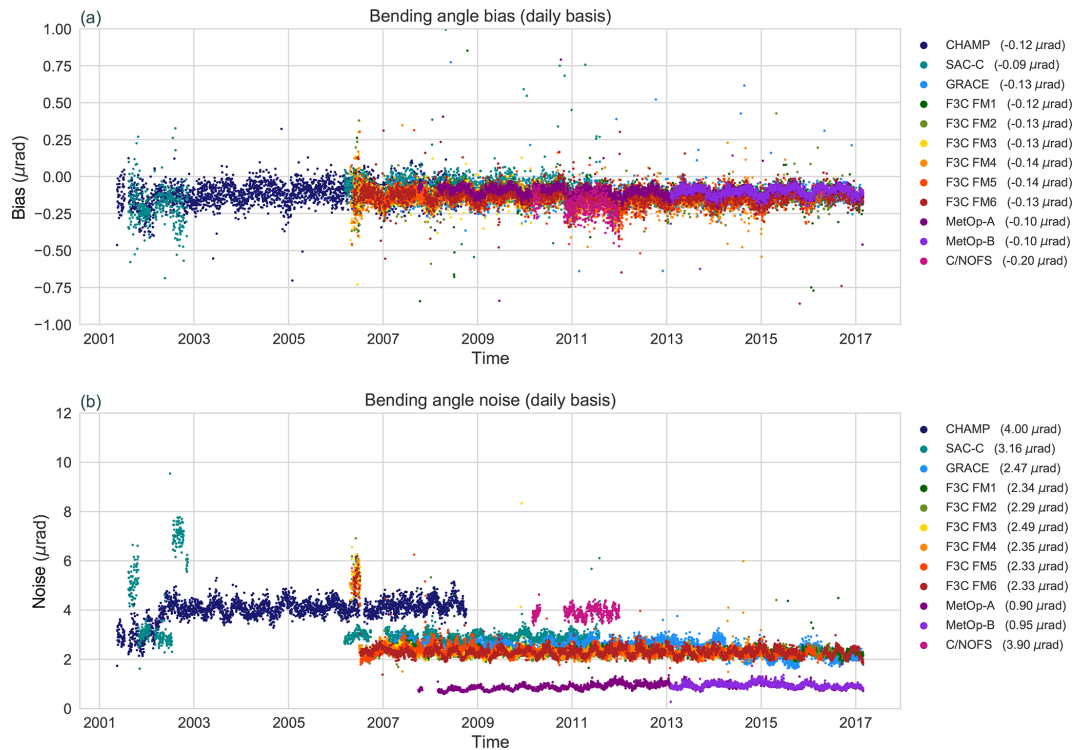 (a)
Bending angle bias (daily basis)
1.00
0.75
0.50
0.25
0.00
−0.25
−0.50
−0.75
−1.00
Bias (μrad)
2001 2003 2005 2007 2009 2011 2013 2015 2017
Time
CHAMP (-0.12 μrad)
SAC-C (-0.09 μrad)
GRACE (-0.13 μrad)
F3C FM1 (-0.12 μrad)
F3C FM2 (-0.13 μrad)
F3C FM3 (-0.13 μrad)
F3C FM4 (-0.14 μrad)
F3C FM5 (-0.14 μrad)
F3C FM6 (-0.13 μrad)
MetOp-A (-0.10 μrad)
MetOp-B (-0.10 μrad)
C/NOFS (-0.20 μrad)
(b)
Bending angle noise (daily basis)
12
10
8
6
4
2
0
Noise (μrad)
2001 2003 2005 2007 2009 2011 2013 2015 2017
Time
CHAMP (4.00 μrad)
SAC-C (3.16 μrad)
GRACE (2.47 μrad)
F3C FM1 (2.34 μrad)
F3C FM2 (2.29 μrad)
F3C FM3 (2.49 μrad)
F3C FM4 (2.35 μrad)
F3C FM5 (2.33 μrad)
F3C FM6 (2.33 μrad)
MetOp-A (0.90 μrad)
MetOp-B (0.95 μrad)
C/NOFS (3.90 μrad)